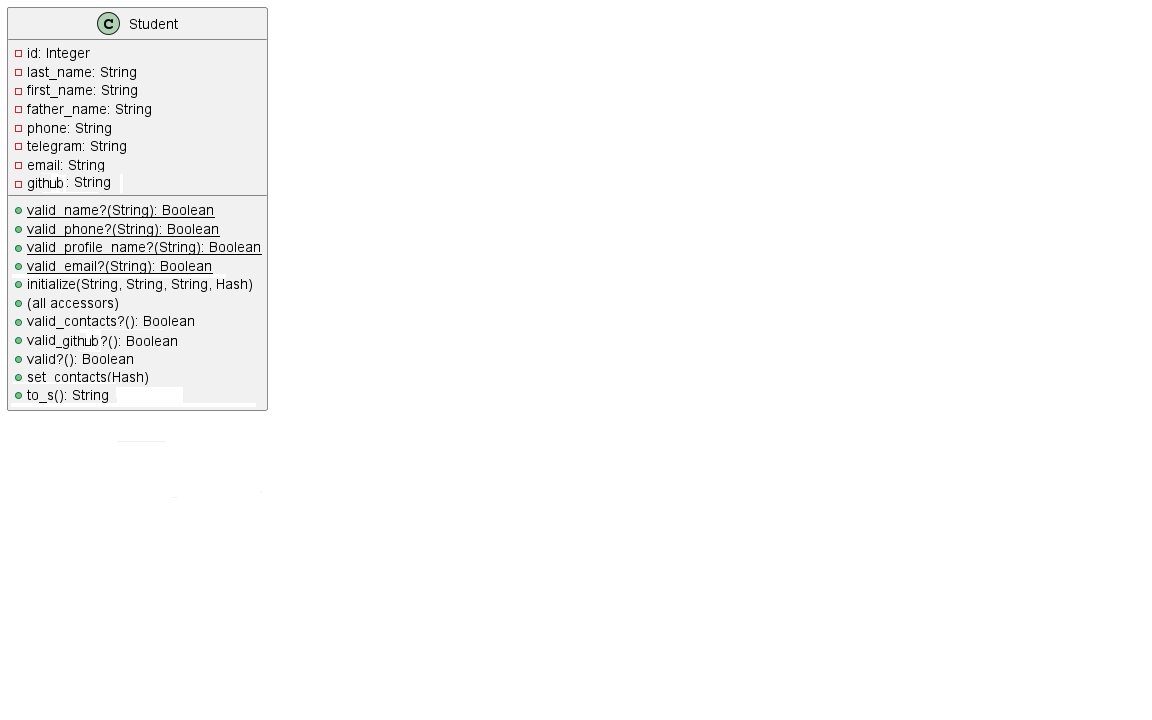 C Student
id: Integer
last_name: String
first_name: String
father_name: String
phone: String
telegram: String
email: String
github: String
valid_name?(String): Boolean
valid_phone?(String): Boolean
valid_profile_name?(String): Boolean
valid_email?(String): Boolean
initialize(String, String, String, Hash)
(all accessors)
valid_contacts?(): Boolean
valid_github?(): Boolean
valid?(): Boolean
set_contacts(Hash)
to_s(): String